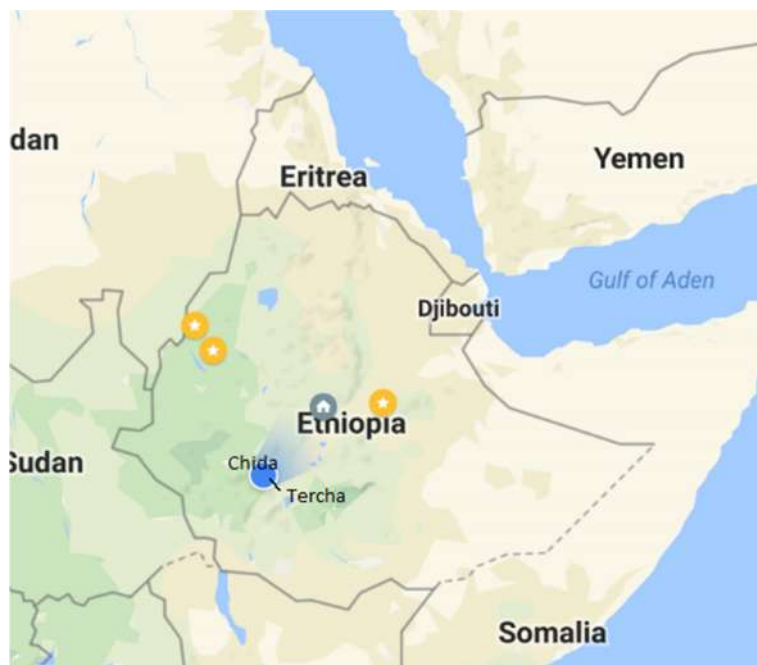 dan
Yemen
Eritrea
Gulf of Aden
Djibouti
Ethiopia
Chida
Sudan
Tercha
Somalia